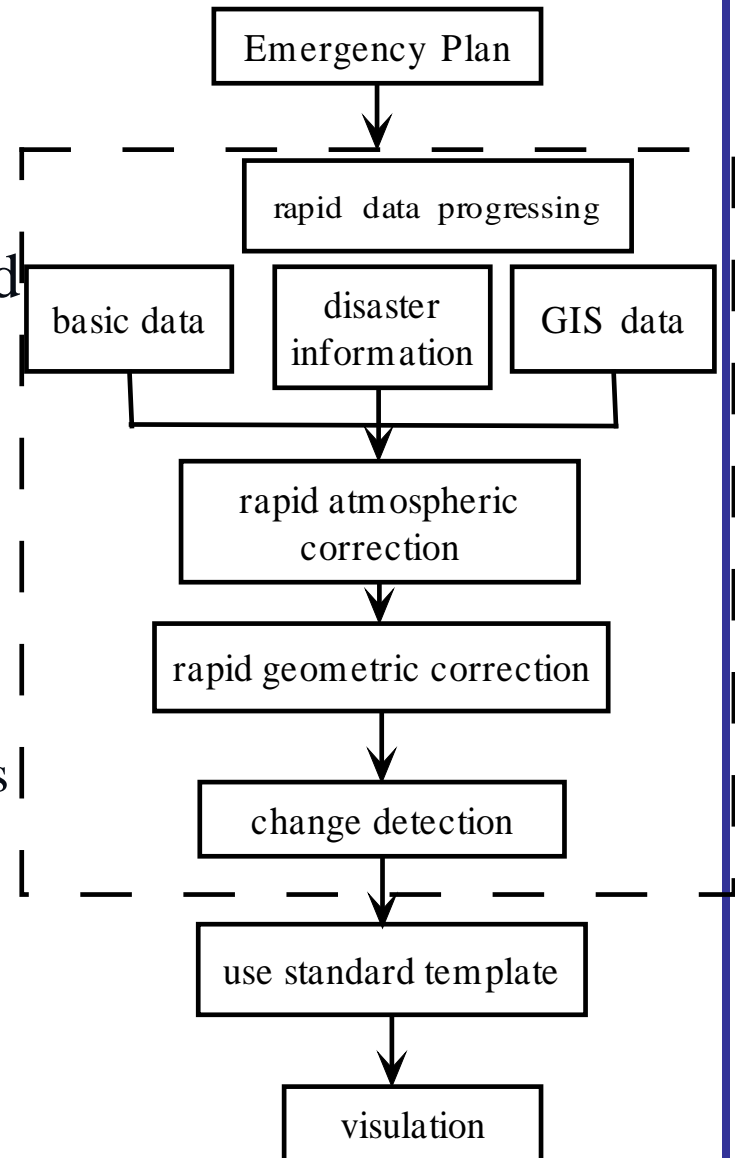 Emergency Plan
rapid data progressing
d
basic data
disaster
information
GIS data
rapid atmospheric
correction
rapid geometric correction
s
change detection
use standard template
visulation